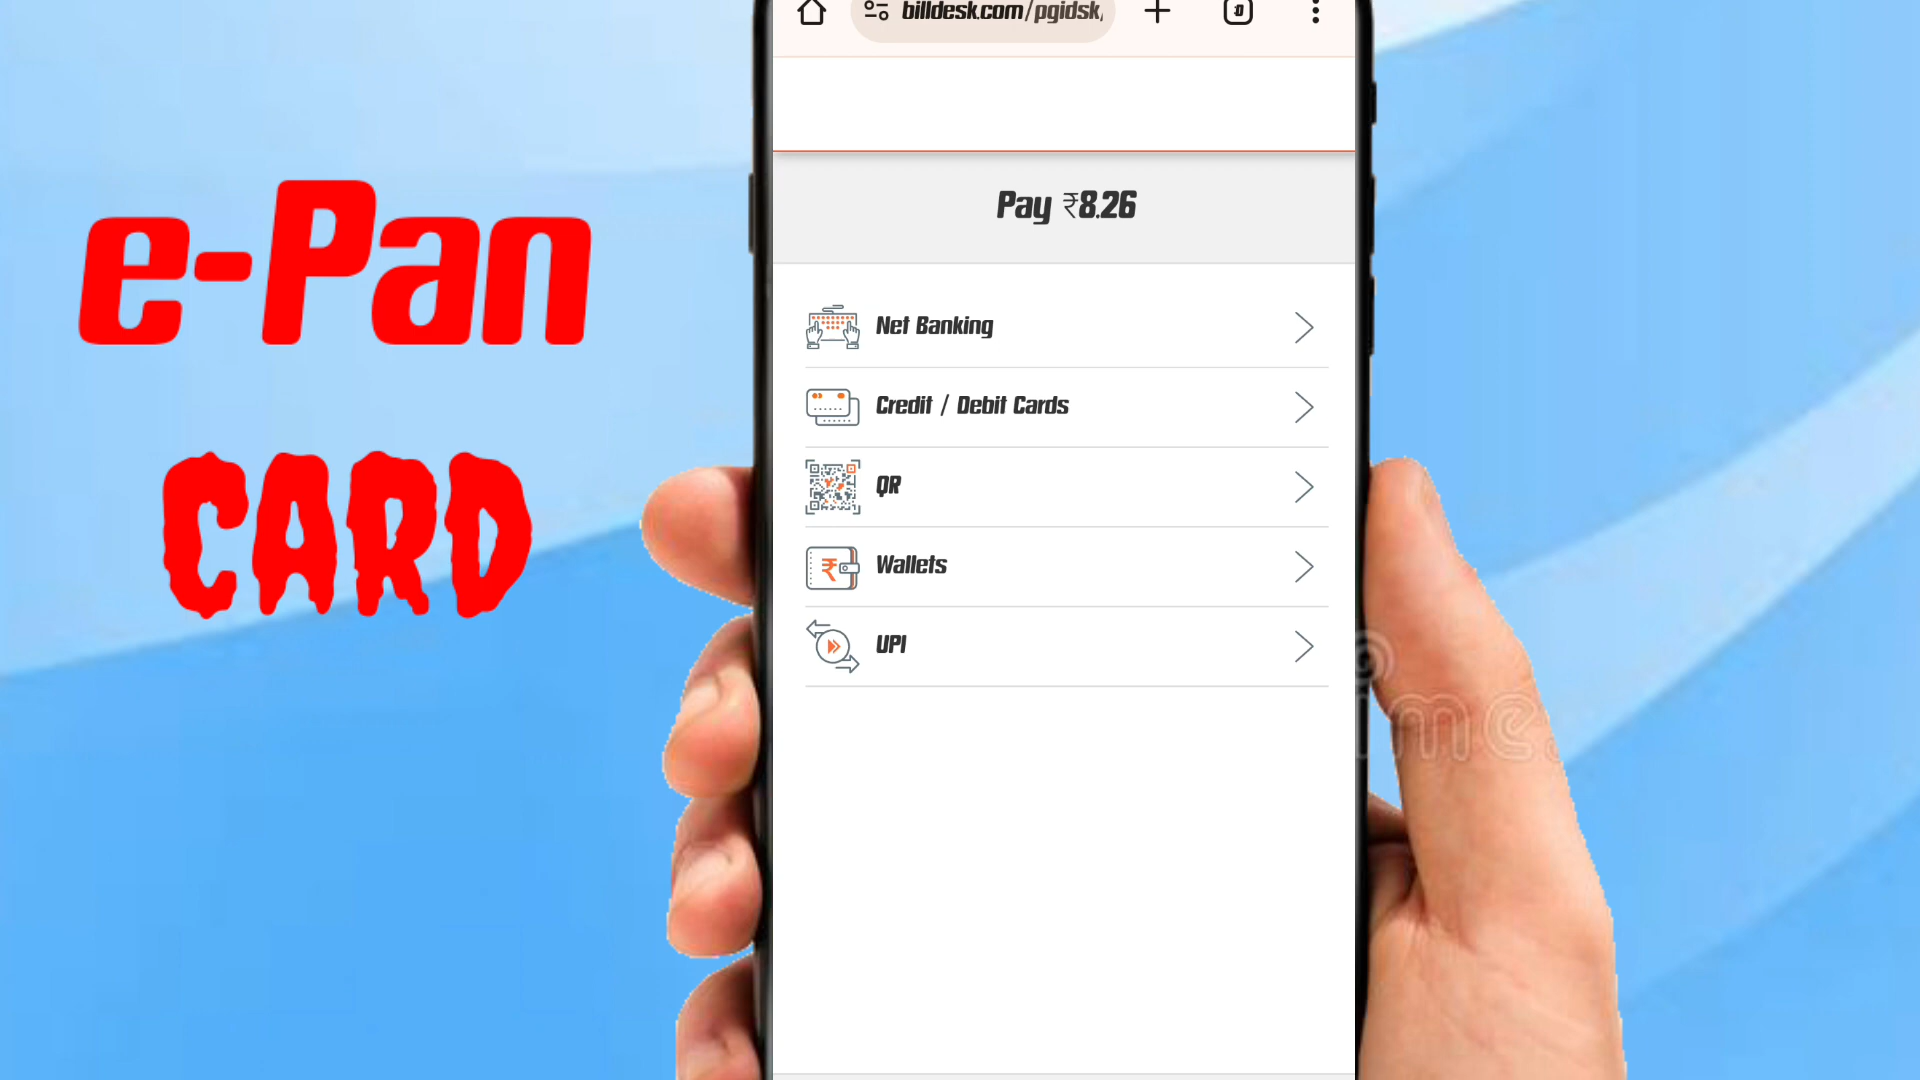 e-Pan
CARD
billdesk.com/pgidsk/
Pay ₹8.26
Net Banking
Credit / Debit Cards
QR
Wallets
UPI